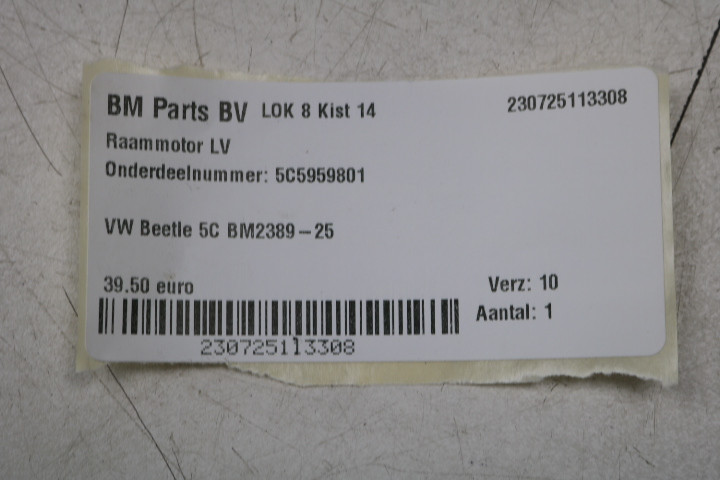 BM Parts BV LOK 8 Kist 14 230725113308
Raammotor LV
Onderdeelnummer: 5C5959801
VW Beetle 5C BM2389-25
39.50 euro Verz: 10
Aantal: 1
230725113308